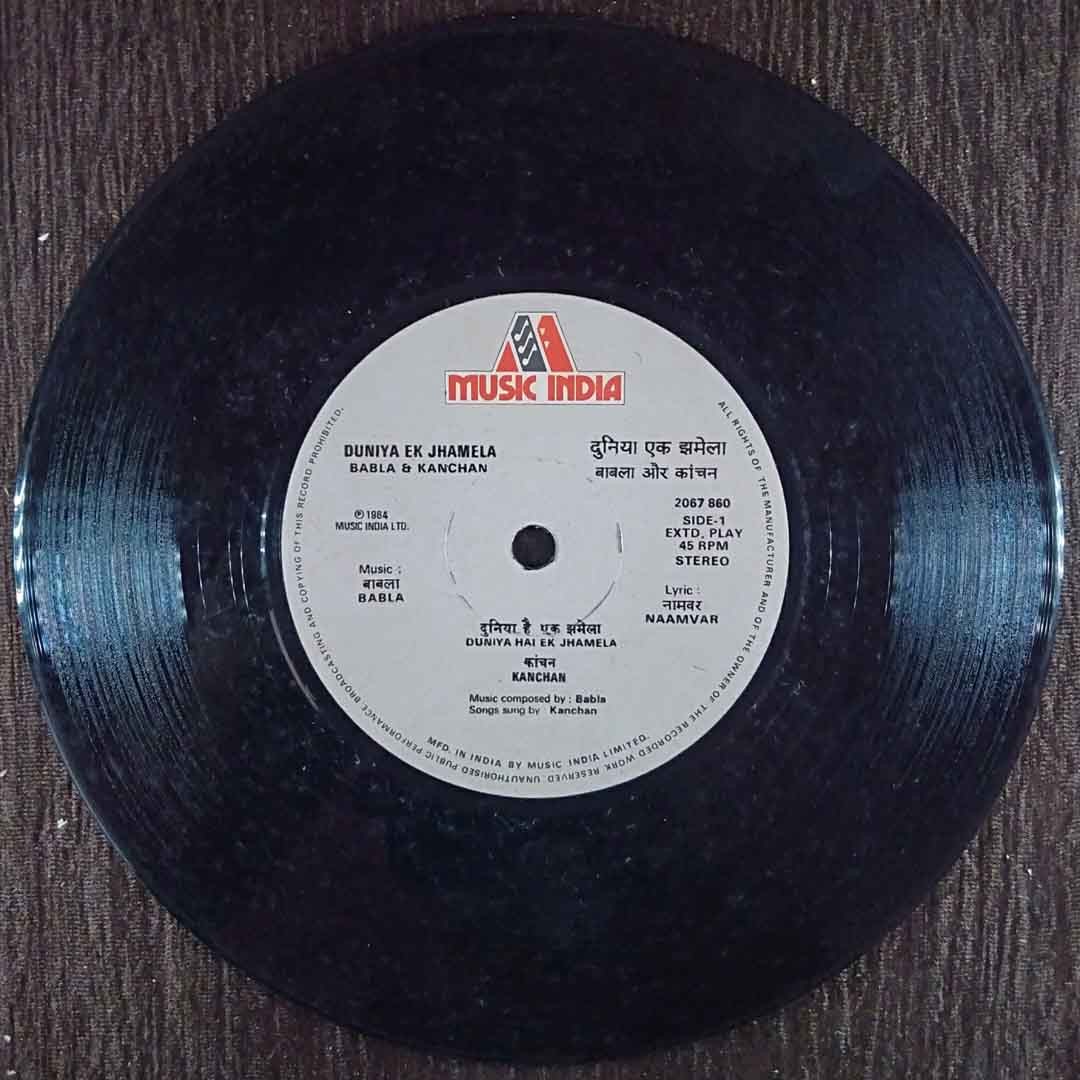 MUSIC INDIA
DUNIYA EK JHAMELA
BABLA & KANCHAN
दुनिया एक झमेला
बाबला और कांचन
℗ 1984
MUSIC INDIA LTD.
2067 860
SIDE-1
EXTD. PLAY
45 RPM
STEREO
Music :
बाबला
BABLA
Lyric :
नामवर
NAAMVAR
दुनिया है एक झमेला
DUNIYA HAI EK JHAMELA
कांचन
KANCHAN
Music composed by : Babla
Songs sung by : Kanchan
MFD. IN INDIA BY MUSIC INDIA LIMITED.
ALL RIGHTS OF THE MANUFACTURER AND OF THE OWNER OF THE RECORDED WORK RESERVED. UNAUTHORISED PUBLIC PERFORMANCE BROADCASTING AND COPYING OF THIS RECORD PROHIBITED.